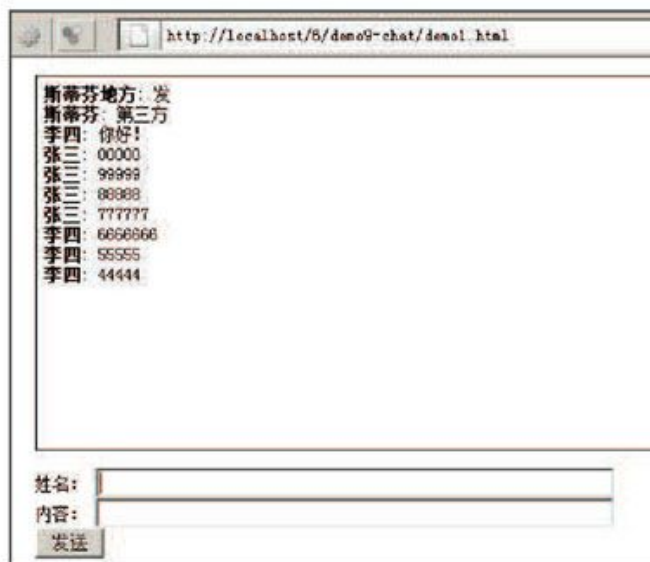 http://localhost/6/demo9-chat/demo1.html
斯蒂芬地方: 发
斯蒂芬: 第三方
李四: 你好!
张三: 00000
张三: 99999
张三: 88888
张三: 777777
李四: 6666666
李四: 55555
李四: 44444
姓名:
内容:
发送